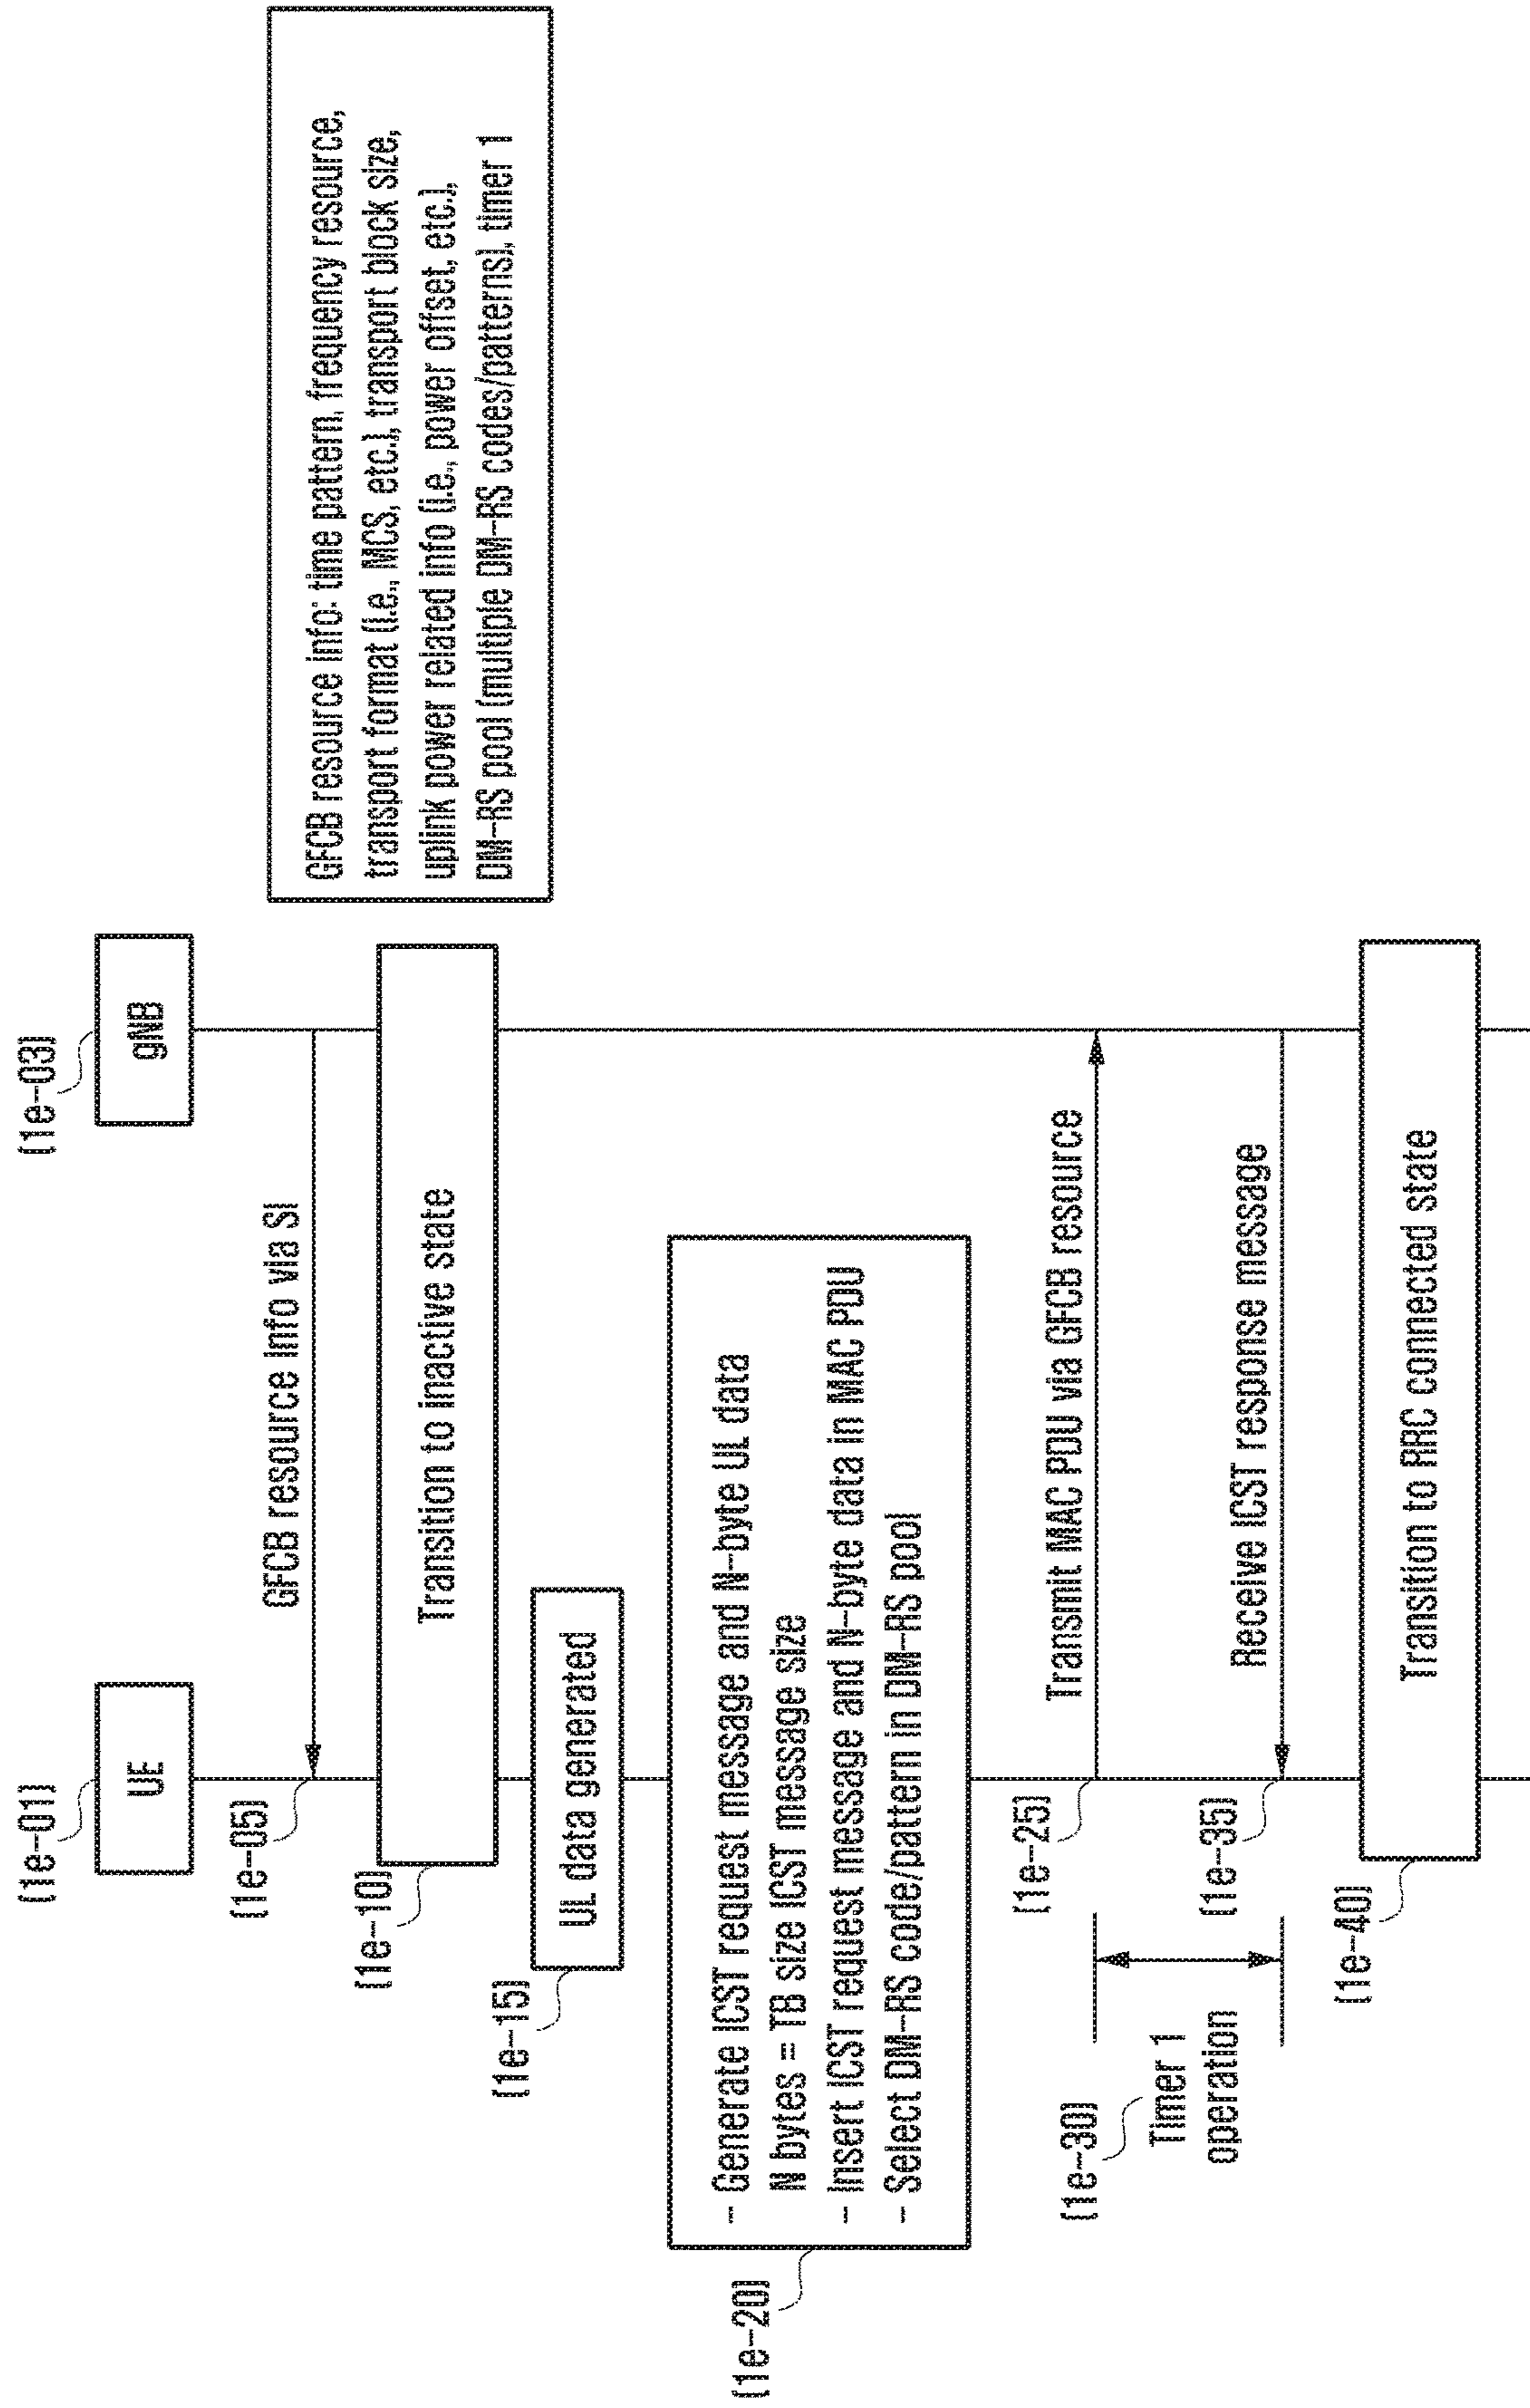 (1e-01)
(1e-03)
UE
gNB
(1e-05)
GFCB resource info via SI
GFCB resource info: time pattern, frequency resource,
transport format (i.e., MCS, etc.), transport block size,
uplink power related info (i.e., power offset, etc.),
DM-RS pool (multiple DM-RS codes/patterns), timer 1
(1e-10)
Transition to inactive state
(1e-15)
UL data generated
(1e-20)
- Generate ICST request message and N-byte UL data
N bytes = TB size ICST message size
- Insert ICST request message and N-byte data in MAC PDU
- Select DM-RS code/pattern in DM-RS pool
(1e-25)
Transmit MAC PDU via GFCB resource
(1e-30)
Timer 1
operation
(1e-35)
Receive ICST response message
(1e-40)
Transition to RRC connected state